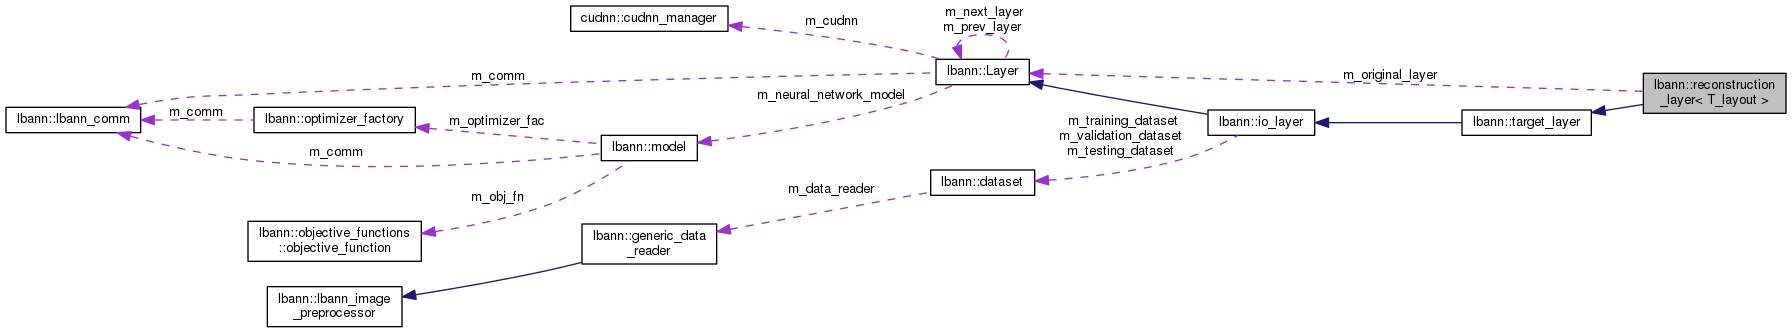 cudnn::cudnn_manager
m_cudnn
m_next_layer
m_prev_layer
lbann::Layer
m_comm
m_original_layer
lbann::reconstruction
_layer< T_layout >
m_neural_network_model
lbann::lbann_comm
m_comm
lbann::optimizer_factory
m_optimizer_fac
m_training_dataset
m_validation_dataset
m_testing_dataset
lbann::io_layer
lbann::target_layer
m_comm
lbann::model
m_obj_fn
m_data_reader
lbann::dataset
lbann::objective_functions
::objective_function
lbann::generic_data
_reader
lbann::lbann_image
_preprocessor